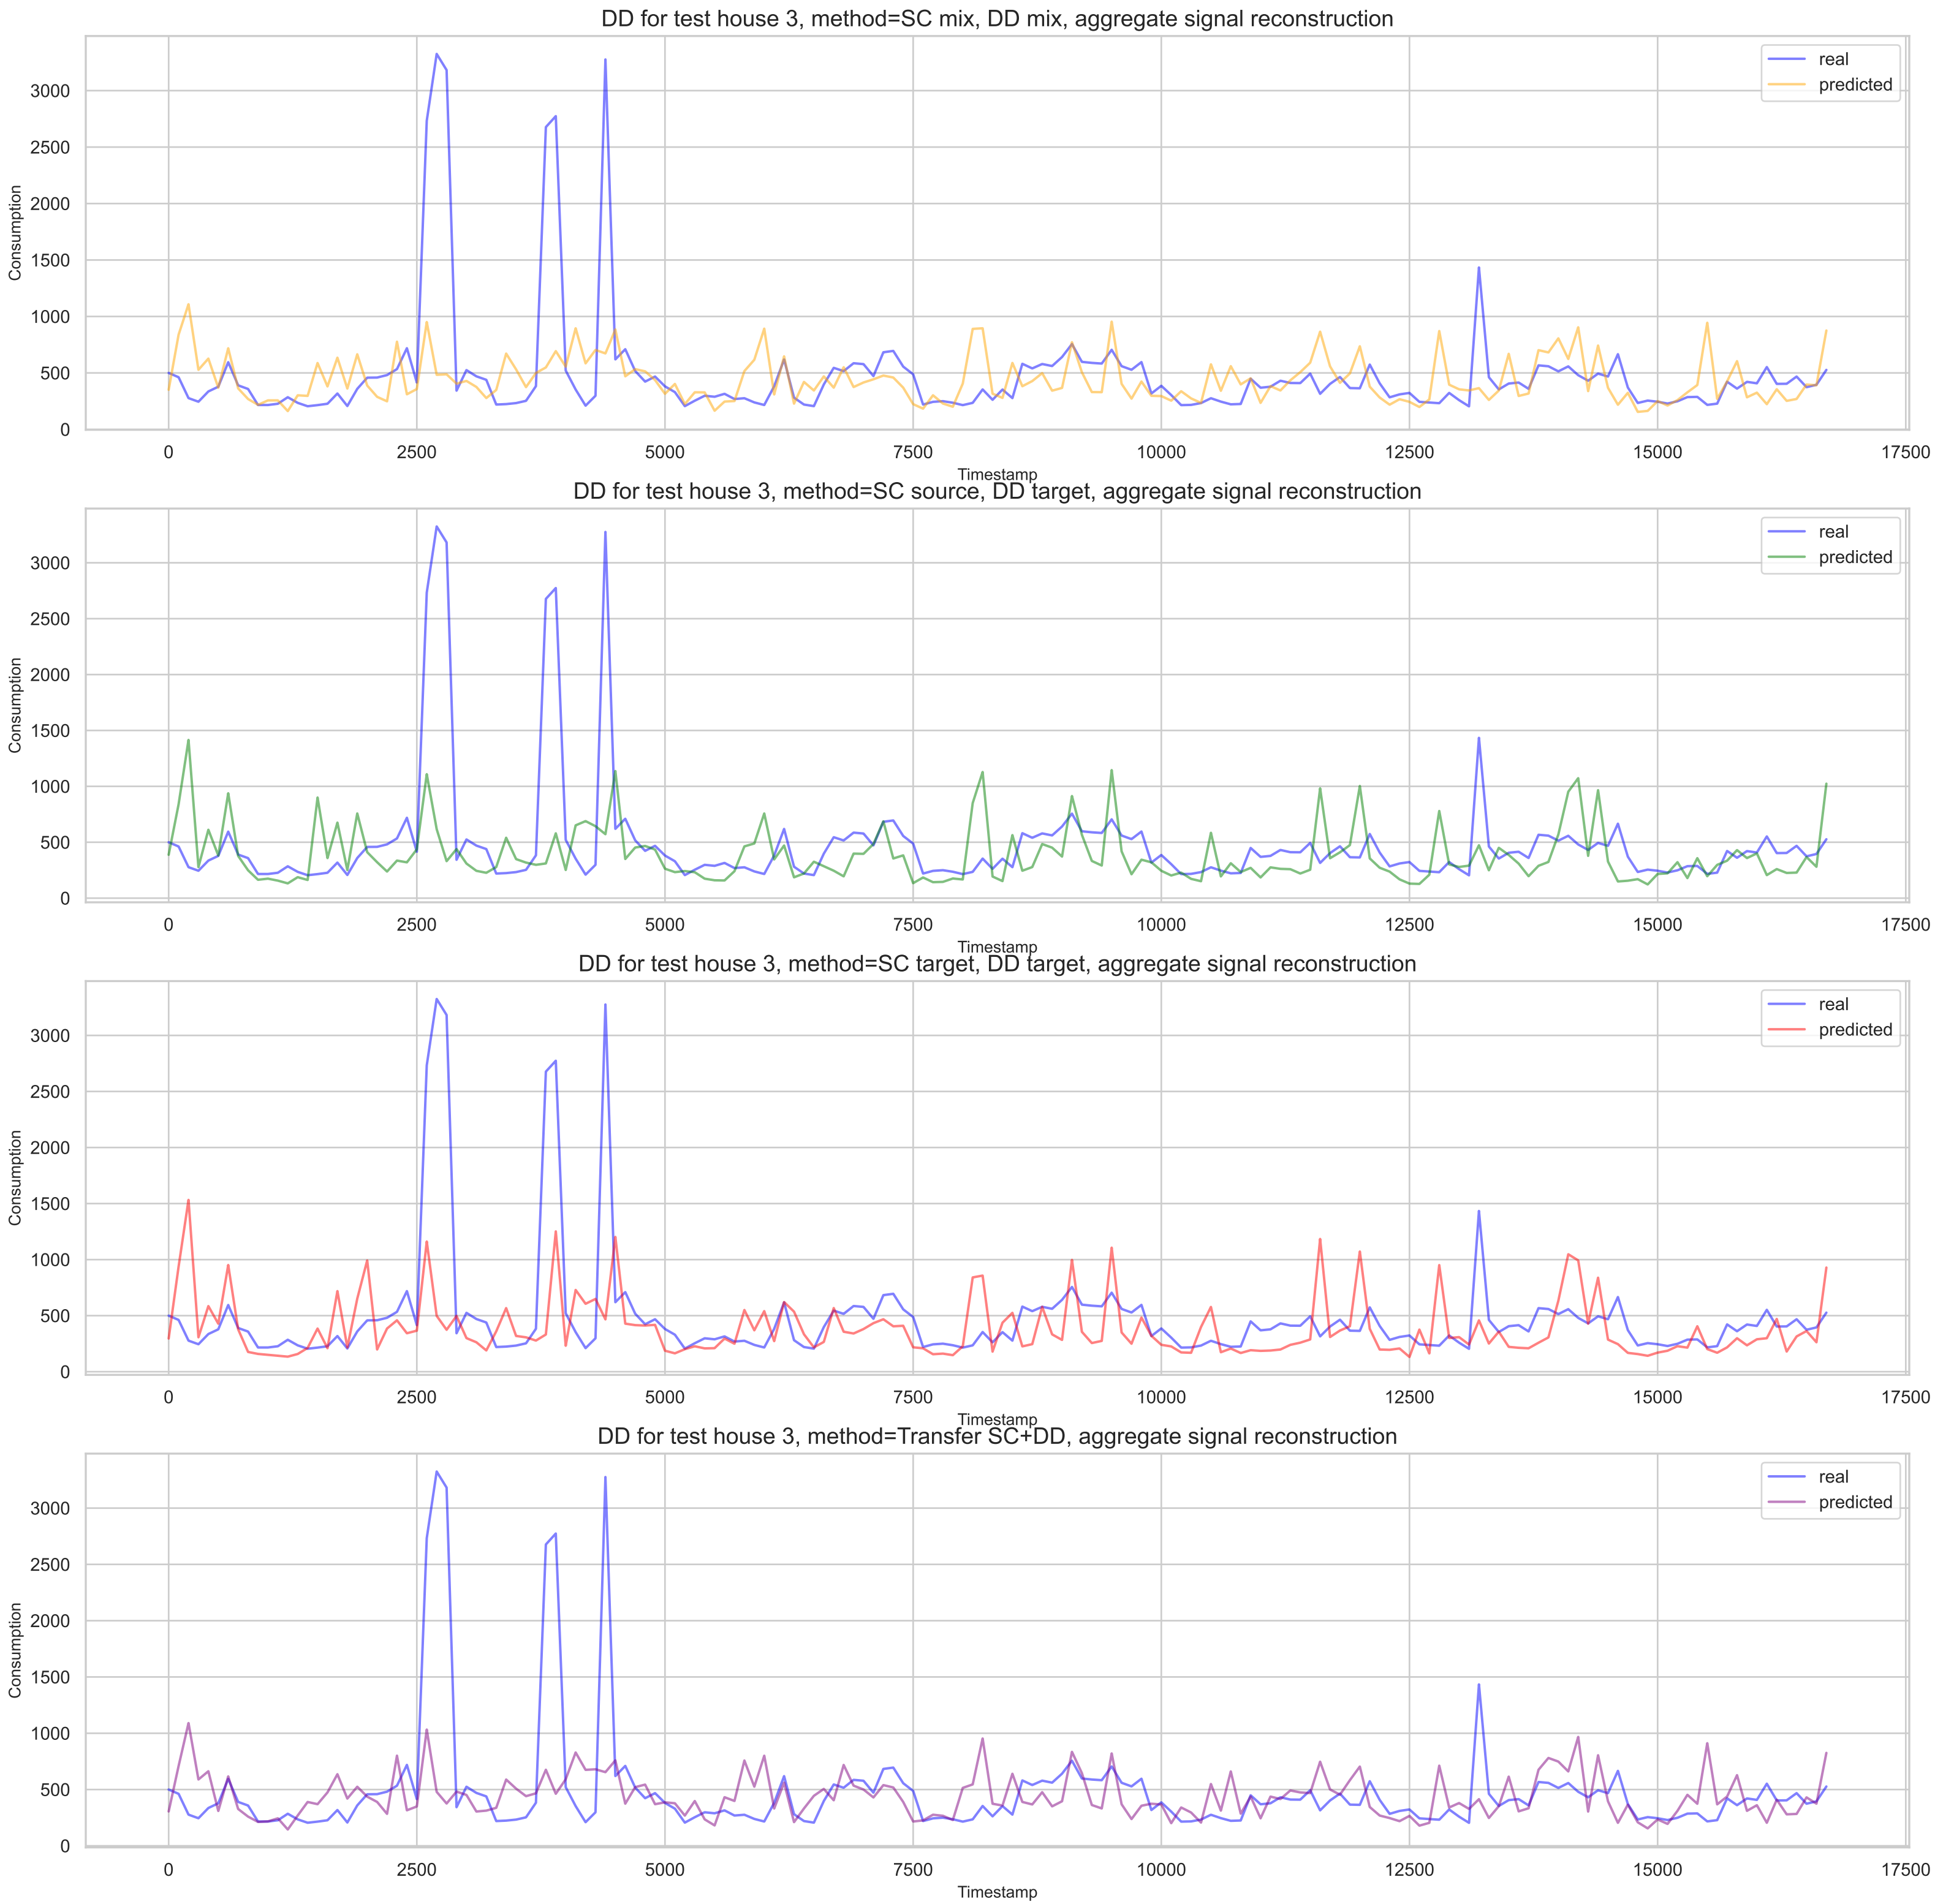 DD for test house 3, method=SC mix, DD mix, aggregate signal reconstruction
real
predicted
Consumption
3000
2500
2000
1500
1000
500
0
0 2500 5000 7500 10000 12500 15000 17500
Timestamp
DD for test house 3, method=SC source, DD target, aggregate signal reconstruction
real
predicted
Consumption
3000
2500
2000
1500
1000
500
0
0 2500 5000 7500 10000 12500 15000 17500
Timestamp
DD for test house 3, method=SC target, DD target, aggregate signal reconstruction
real
predicted
Consumption
3000
2500
2000
1500
1000
500
0
0 2500 5000 7500 10000 12500 15000 17500
Timestamp
DD for test house 3, method=Transfer SC+DD, aggregate signal reconstruction
real
predicted
Consumption
3000
2500
2000
1500
1000
500
0
0 2500 5000 7500 10000 12500 15000 17500
Timestamp